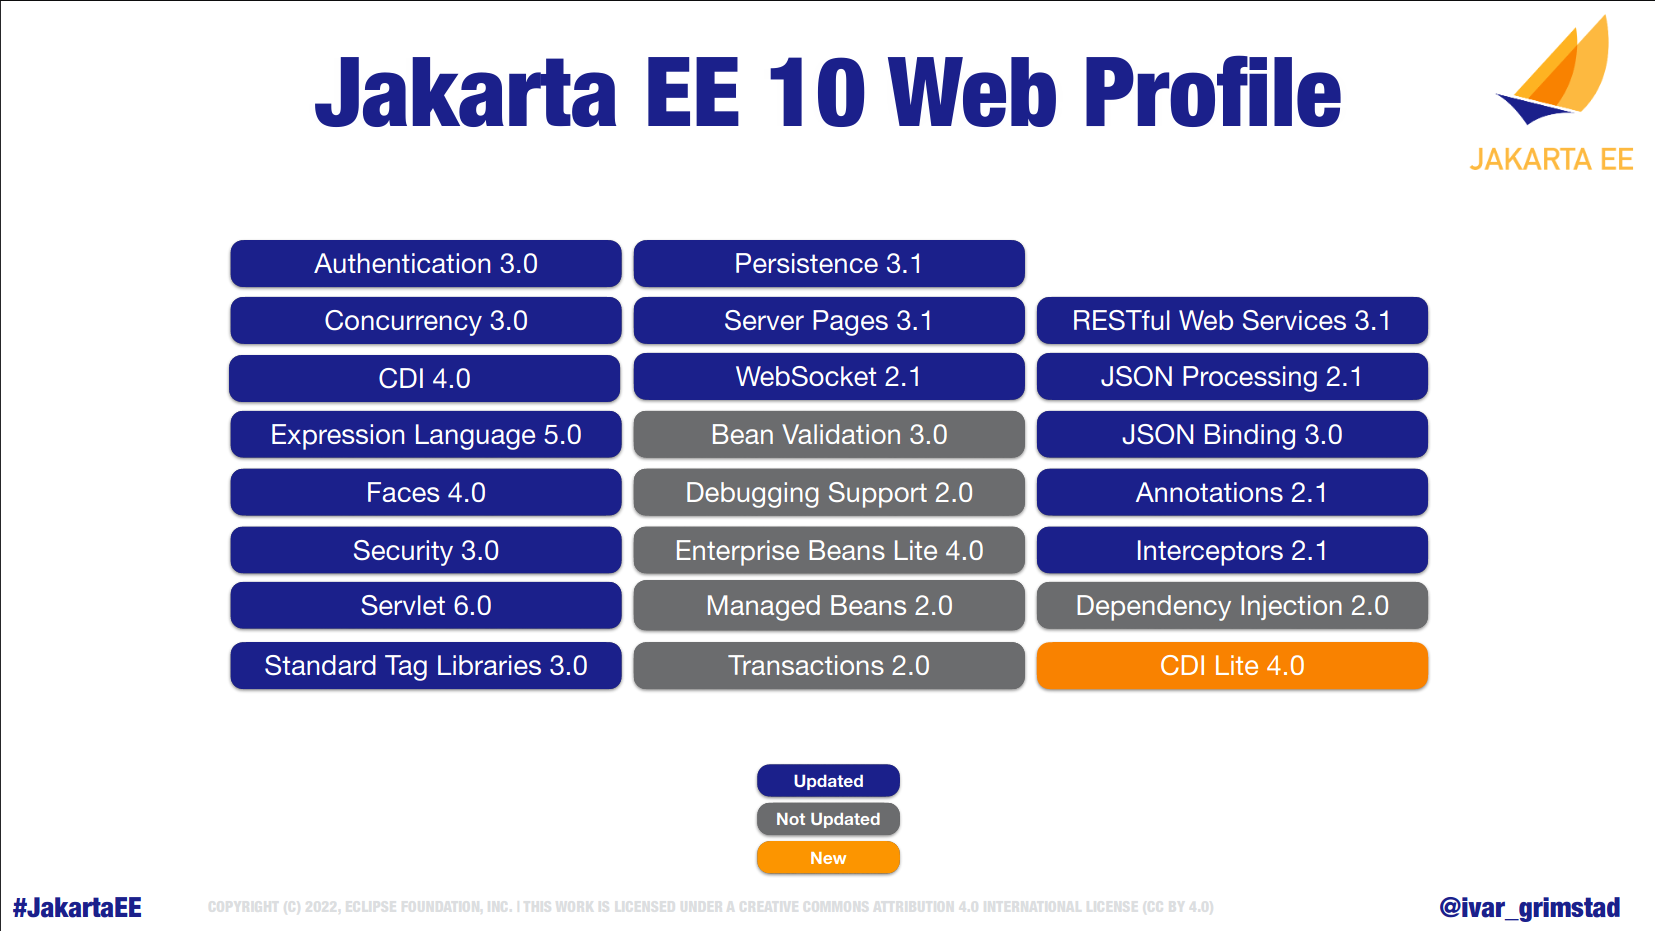 Jakarta EE 10 Web Profile
JAKARTA EE
Authentication 3.0
Concurrency 3.0
CDI 4.0
Expression Language 5.0
Faces 4.0
Security 3.0
Servlet 6.0
Standard Tag Libraries 3.0
Persistence 3.1
Server Pages 3.1
WebSocket 2.1
Bean Validation 3.0
Debugging Support 2.0
Enterprise Beans Lite 4.0
Managed Beans 2.0
Transactions 2.0
RESTful Web Services 3.1
JSON Processing 2.1
JSON Binding 3.0
Annotations 2.1
Interceptors 2.1
Dependency Injection 2.0
CDI Lite 4.0
Updated
Not Updated
New
#JakartaEE
COPYRIGHT (C) 2022, ECLIPSE FOUNDATION, INC. | THIS WORK IS LICENSED UNDER A CREATIVE COMMONS ATTRIBUTION 4.0 INTERNATIONAL LICENSE (CC BY 4.0)
@ivar_grimstad